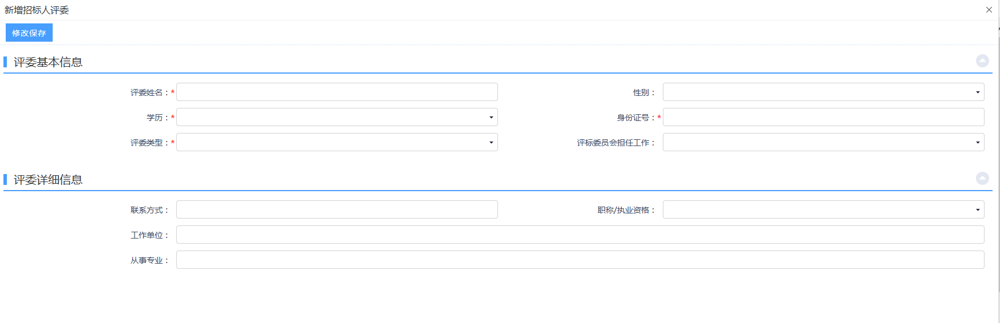 新增招标人评委
修改保存
评委基本信息
评委姓名：* 性别：
学历：* 身份证号：*
评委类型：* 评标委员会担任工作：
评委详细信息
联系方式： 职称/执业资格：
工作单位：
从事专业：